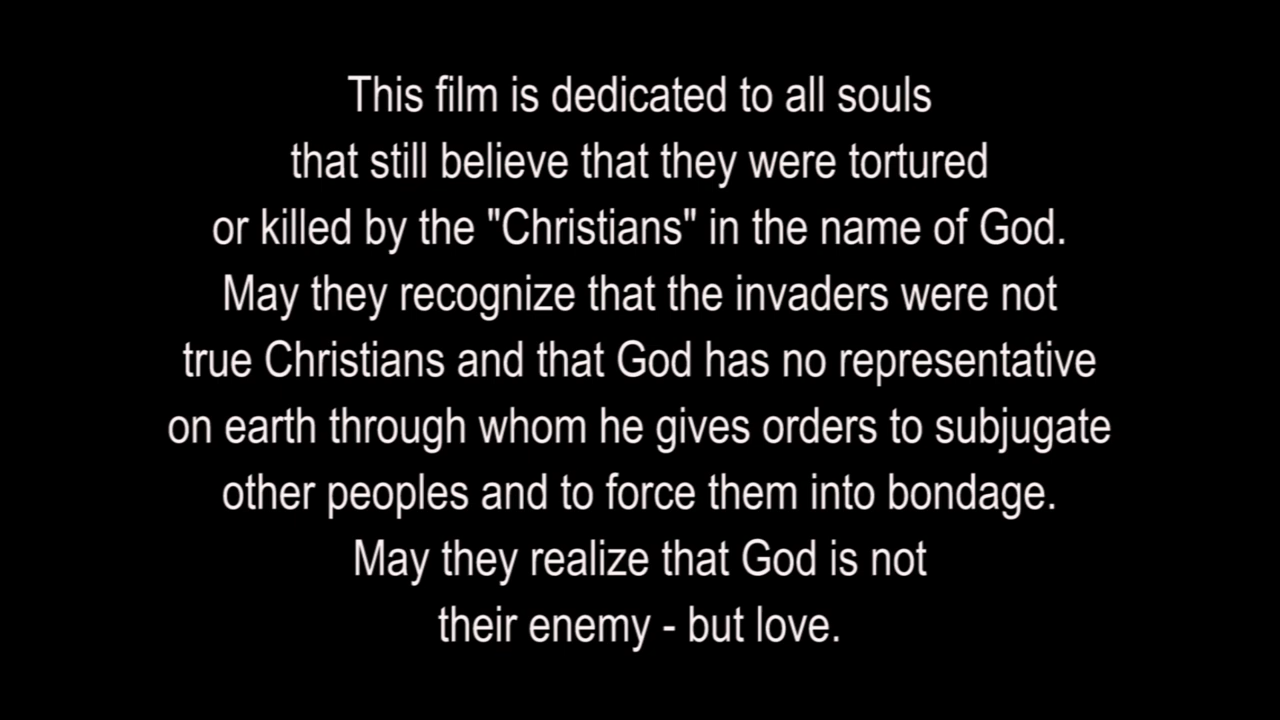 This film is dedicated to all souls
that still believe that they were tortured
or killed by the "Christians" in the name of God.
May they recognize that the invaders were not
true Christians and that God has no representative
on earth through whom he gives orders to subjugate
other peoples and to force them into bondage.
May they realize that God is not
their enemy - but love.